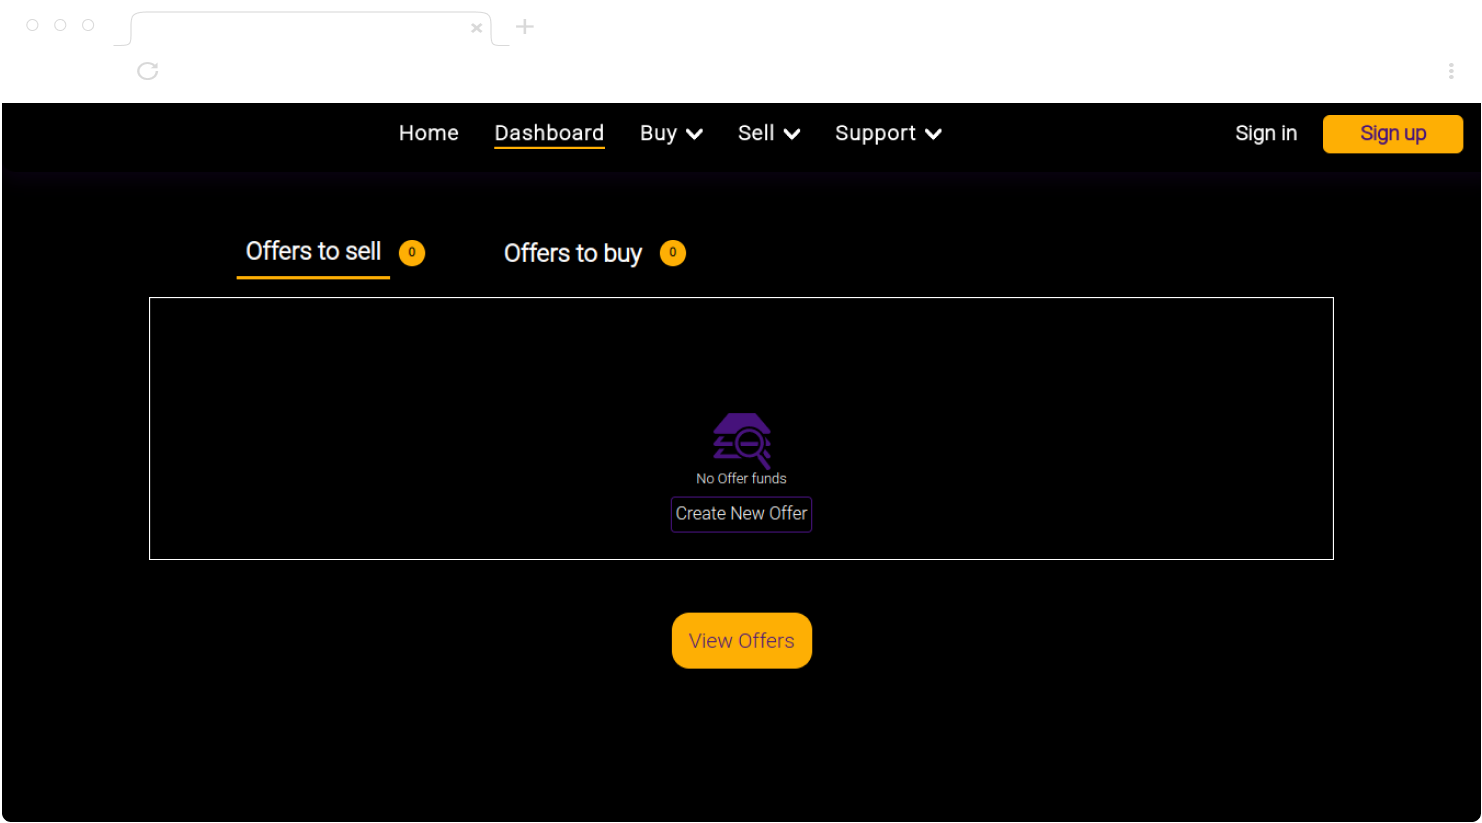 Home Dashboard Buy Sell Support Sign in Sign up
Offers to sell 0 Offers to buy 0
No Offer funds
Create New Offer
View Offers